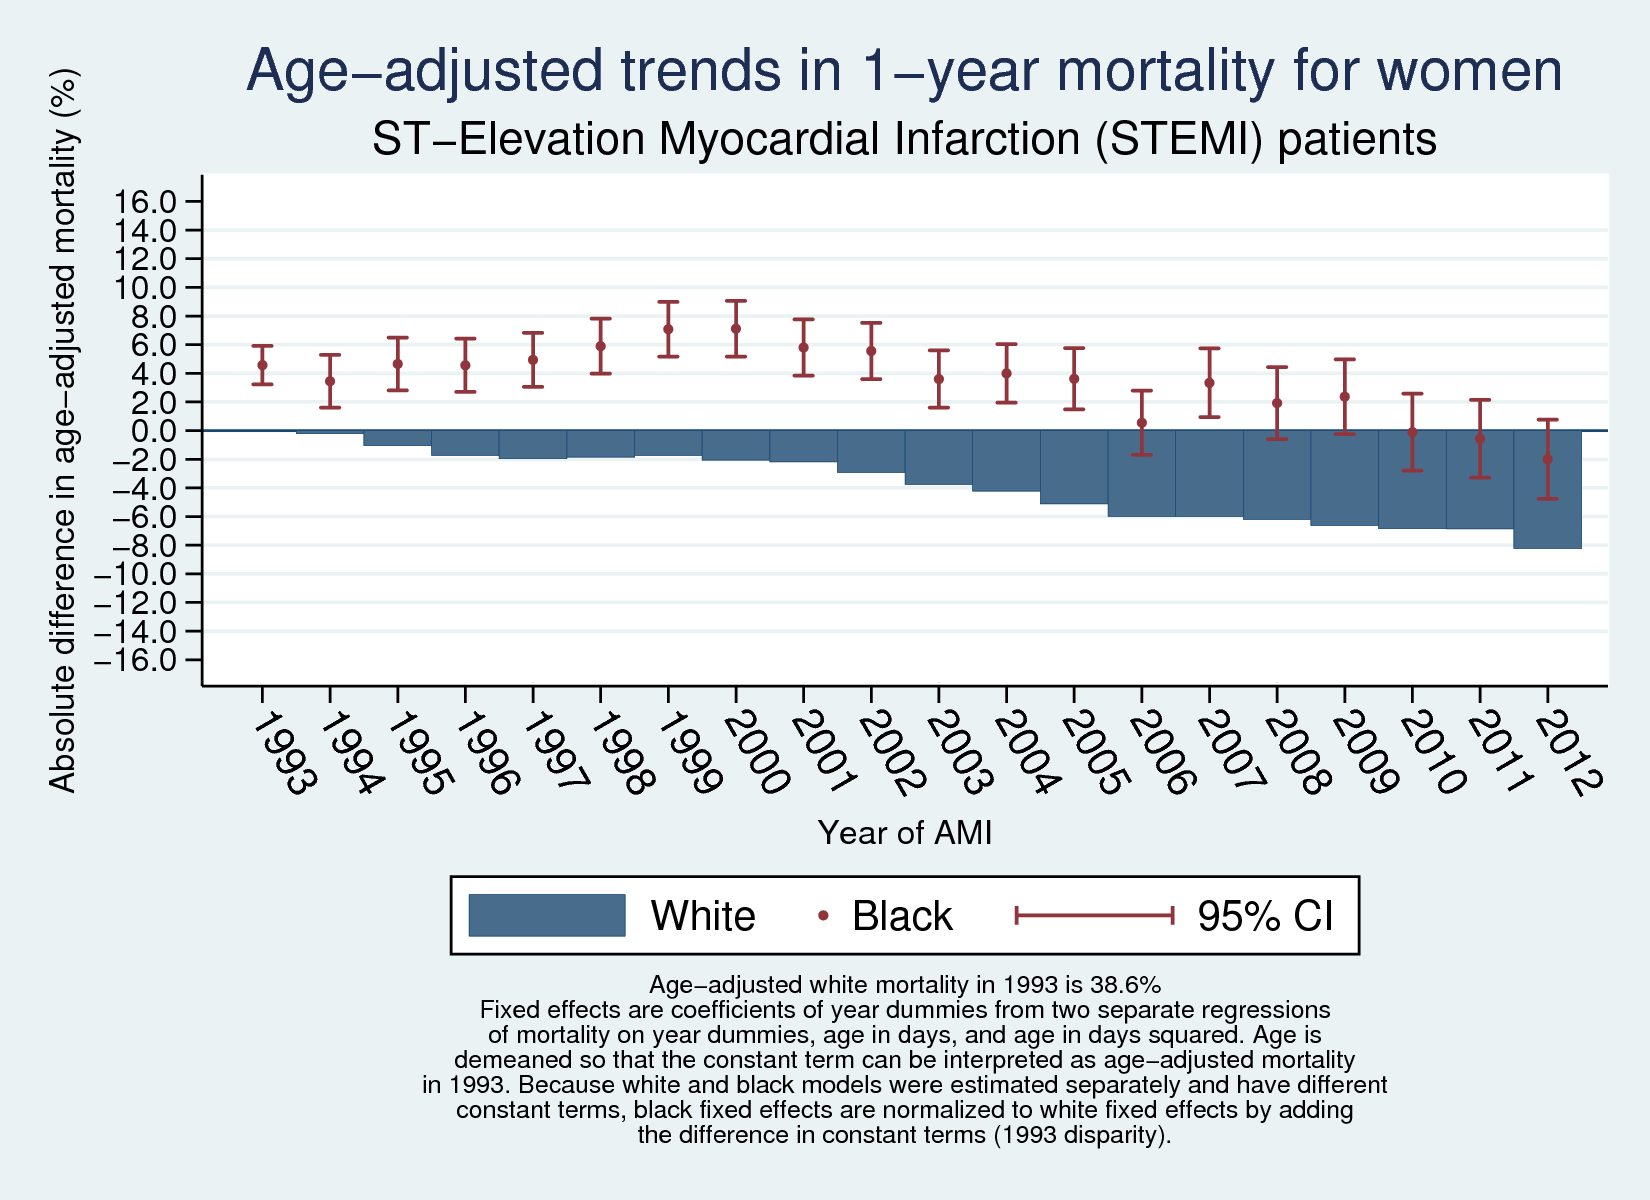 Age−adjusted trends in 1−year mortality for women
ST−Elevation Myocardial Infarction (STEMI) patients
Absolute difference in age−adjusted mortality (%)
16.0
14.0
12.0
10.0
8.0
6.0
4.0
2.0
0.0
−2.0
−4.0
−6.0
−8.0
−10.0
−12.0
−14.0
−16.0
1993 1994 1995 1996 1997 1998 1999 2000 2001 2002 2003 2004 2005 2006 2007 2008 2009 2010 2011 2012
Year of AMI
White Black 95% CI
Age−adjusted white mortality in 1993 is 38.6%
Fixed effects are coefficients of year dummies from two separate regressions
of mortality on year dummies, age in days, and age in days squared. Age is
demeaned so that the constant term can be interpreted as age−adjusted mortality
in 1993. Because white and black models were estimated separately and have different
constant terms, black fixed effects are normalized to white fixed effects by adding
the difference in constant terms (1993 disparity).